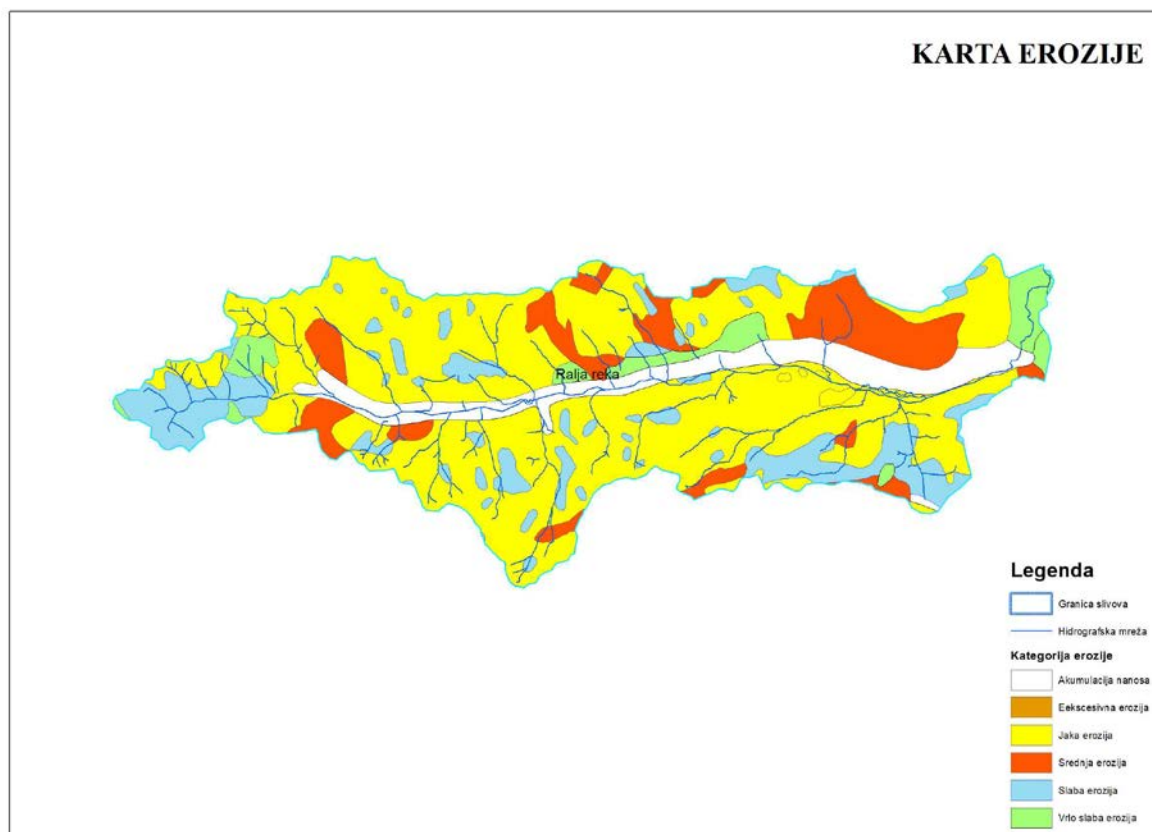 KARTA EROZIJE
Ralja reka
Legenda
Granica slivova
Hidrografska mreža
Kategorija erozije
Akumulacija nanosa
Eekscesivna erozija
Jaka erozija
Srednja erozija
Slaba erozija
Vrlo slaba erozija